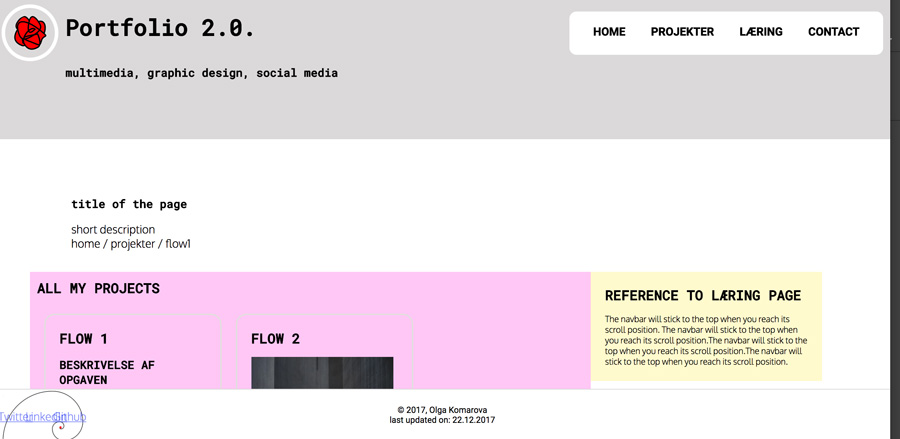 Portfolio 2.0.
HOME PROJEKTER LÆRING CONTACT
multimedia, graphic design, social media
title of the page
short description
home / projekter / flow1
ALL MY PROJECTS
FLOW 1
BESKRIVELSE AF
OPGAVEN
FLOW 2
REFERENCE TO LÆRING PAGE
The navbar will stick to the top when you reach its
scroll position. The navbar will stick to the top when
you reach its scroll position.The navbar will stick to the
top when you reach its scroll position.The navbar will
stick to the top when you reach its scroll position.
Twitter Linkedin Github
© 2017, Olga Komarova
last updated on: 22.12.2017